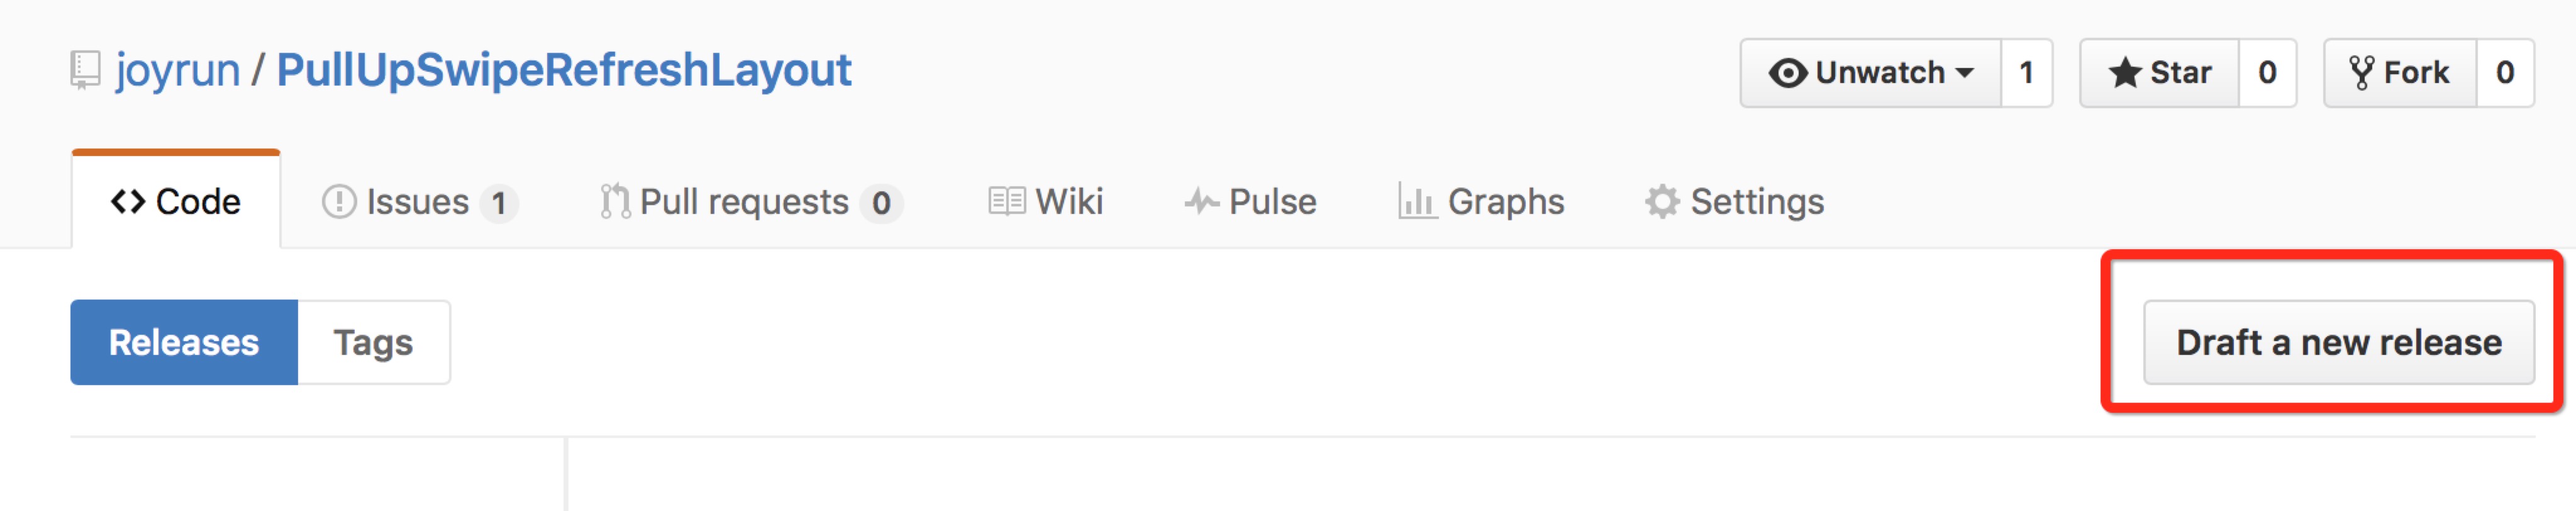 joyrun / PullUpSwipeRefreshLayout Unwatch 1 Star 0 Fork 0
Code Issues 1 Pull requests 0 Wiki Pulse Graphs Settings
Releases Tags Draft a new release